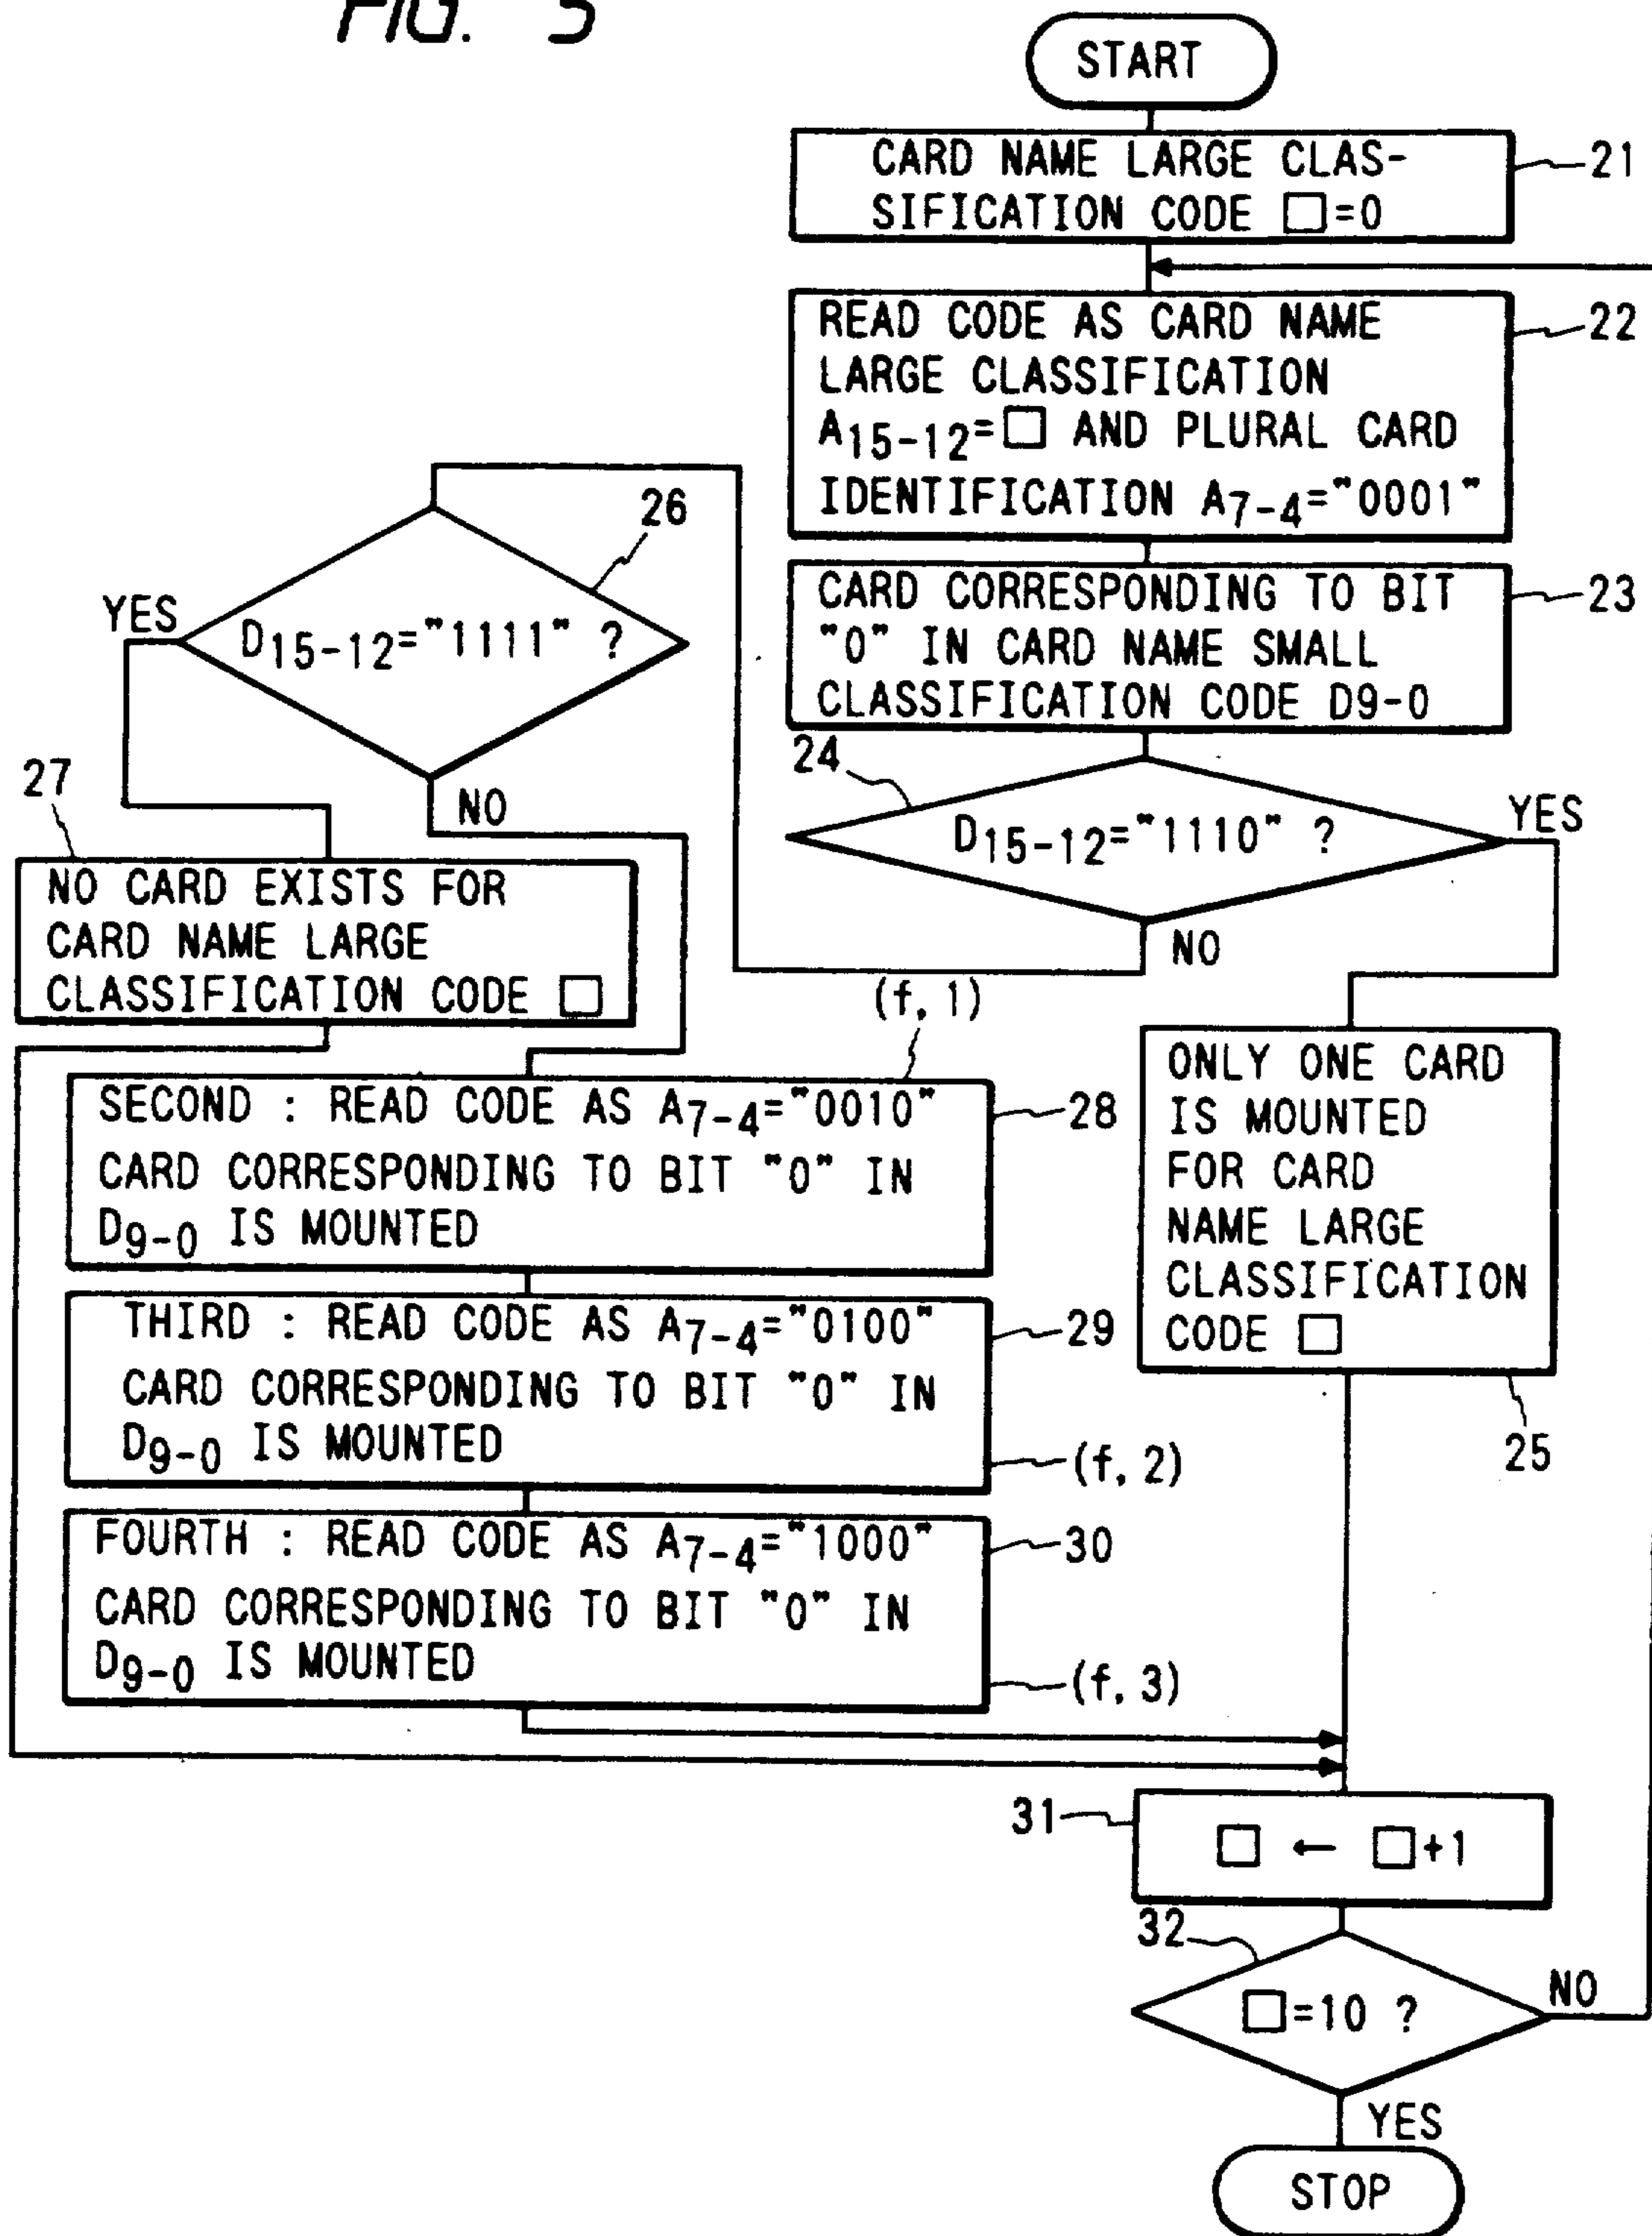 FIG. 5
START
CARD NAME LARGE CLAS-
SIFICATION CODE □=0
21
READ CODE AS CARD NAME
LARGE CLASSIFICATION
A15-12=□ AND PLURAL CARD
IDENTIFICATION A7-4="0001"
22
CARD CORRESPONDING TO BIT
"0" IN CARD NAME SMALL
CLASSIFICATION CODE D9-0
23
24
D15-12="1110" ?
YES
NO
26
YES
D15-12="1111" ?
NO
27
NO CARD EXISTS FOR
CARD NAME LARGE
CLASSIFICATION CODE □
(f, 1)
SECOND : READ CODE AS A7-4="0010"
CARD CORRESPONDING TO BIT "0" IN
D9-0 IS MOUNTED
28
THIRD : READ CODE AS A7-4="0100"
CARD CORRESPONDING TO BIT "0" IN
D9-0 IS MOUNTED
29
(f, 2)
FOURTH : READ CODE AS A7-4="1000"
CARD CORRESPONDING TO BIT "0" IN
D9-0 IS MOUNTED
30
(f, 3)
ONLY ONE CARD
IS MOUNTED
FOR CARD
NAME LARGE
CLASSIFICATION
CODE □
25
31
□ ← □+1
32
□=10 ?
NO
YES
STOP